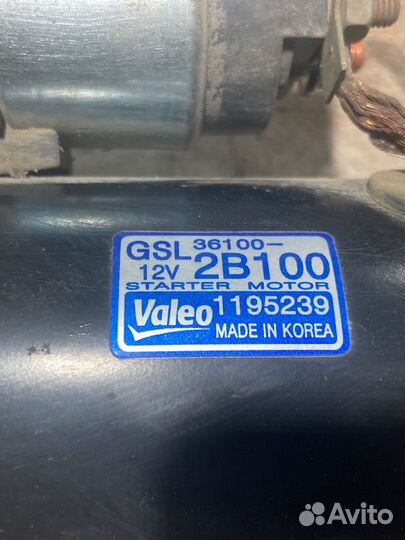 GSL 36100-
12V 2B100
STARTER MOTOR
Valeo 1195239
MADE IN KOREA
Avito